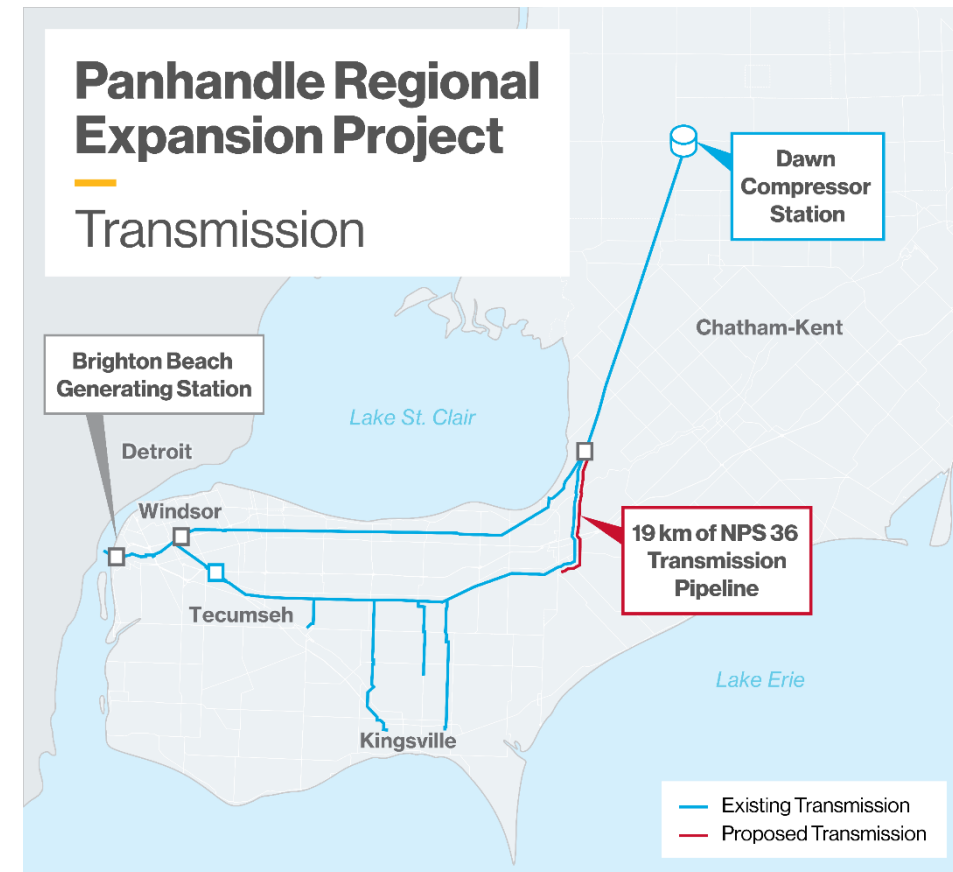 Panhandle Regional
Expansion Project
Transmission
Dawn
Compressor
Station
Chatham-Kent
Brighton Beach
Generating Station
Lake St. Clair
Detroit
Windsor
19 km of NPS 36
Transmission
Pipeline
Tecumseh
Lake Erie
Kingsville
Existing Transmission
Proposed Transmission